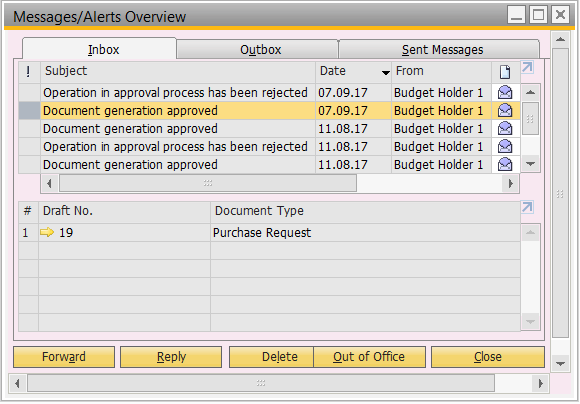 Messages/Alerts Overview
Inbox Outbox Sent Messages
! Subject Date From
Operation in approval process has been rejected 07.09.17 Budget Holder 1
Document generation approved 07.09.17 Budget Holder 1
Document generation approved 11.08.17 Budget Holder 1
Operation in approval process has been rejected 11.08.17 Budget Holder 1
Document generation approved 11.08.17 Budget Holder 1
# Draft No. Document Type
1 19 Purchase Request
Forward Reply Delete Out of Office Close